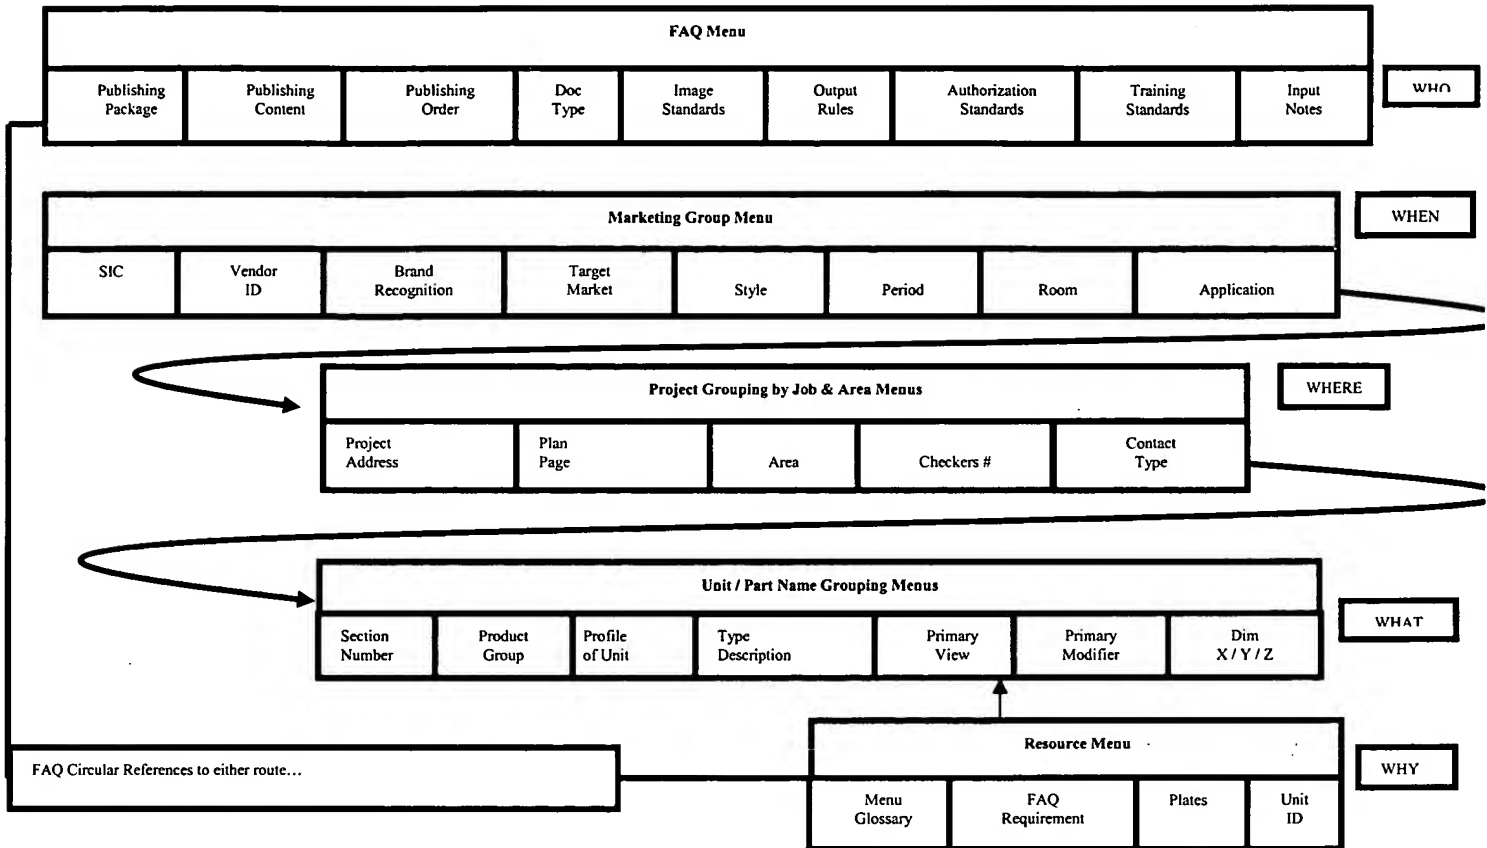 FAQ Menu
Publishing
Package
Publishing
Content
Publishing
Order
Doc
Type
Image
Standards
Output
Rules
Authorization
Standards
Training
Standards
Input
Notes
WHO
Marketing Group Menu
WHEN
SIC
Vendor
ID
Brand
Recognition
Target
Market
Style
Period
Room
Application
Project Grouping by Job & Area Menus
WHERE
Project
Address
Plan
Page
Area
Checkers #
Contact
Type
Unit / Part Name Grouping Menus
WHAT
Section
Number
Product
Group
Profile
of Unit
Type
Description
Primary
View
Primary
Modifier
Dim
X / Y / Z
Resource Menu
WHY
FAQ Circular References to either route...
Menu
Glossary
FAQ
Requirement
Plates
Unit
ID